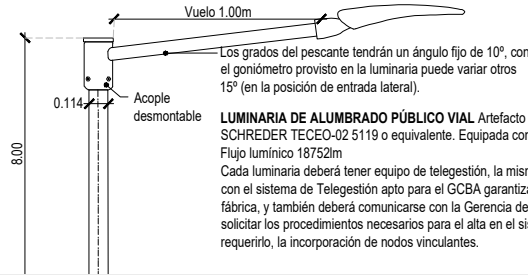 Vuelo 1.00m
Los grados del pescante tendrán un ángulo fijo de 10º, con
el goniómetro provisto en la luminaria puede variar otros
15º (en la posición de entrada lateral).
0.114
Acople
desmontable
8.00
LUMINARIA DE ALUMBRADO PÚBLICO VIAL Artefacto
SCHREDER TECEO-02 5119 o equivalente. Equipada con
Flujo lumínico 18752lm
Cada luminaria deberá tener equipo de telegestión, la mism
con el sistema de Telegestión apto para el GCBA garantiza
fábrica, y también deberá comunicarse con la Gerencia de
solicitar los procedimientos necesarios para el alta en el sis
requerirlo, la incorporación de nodos vinculantes.